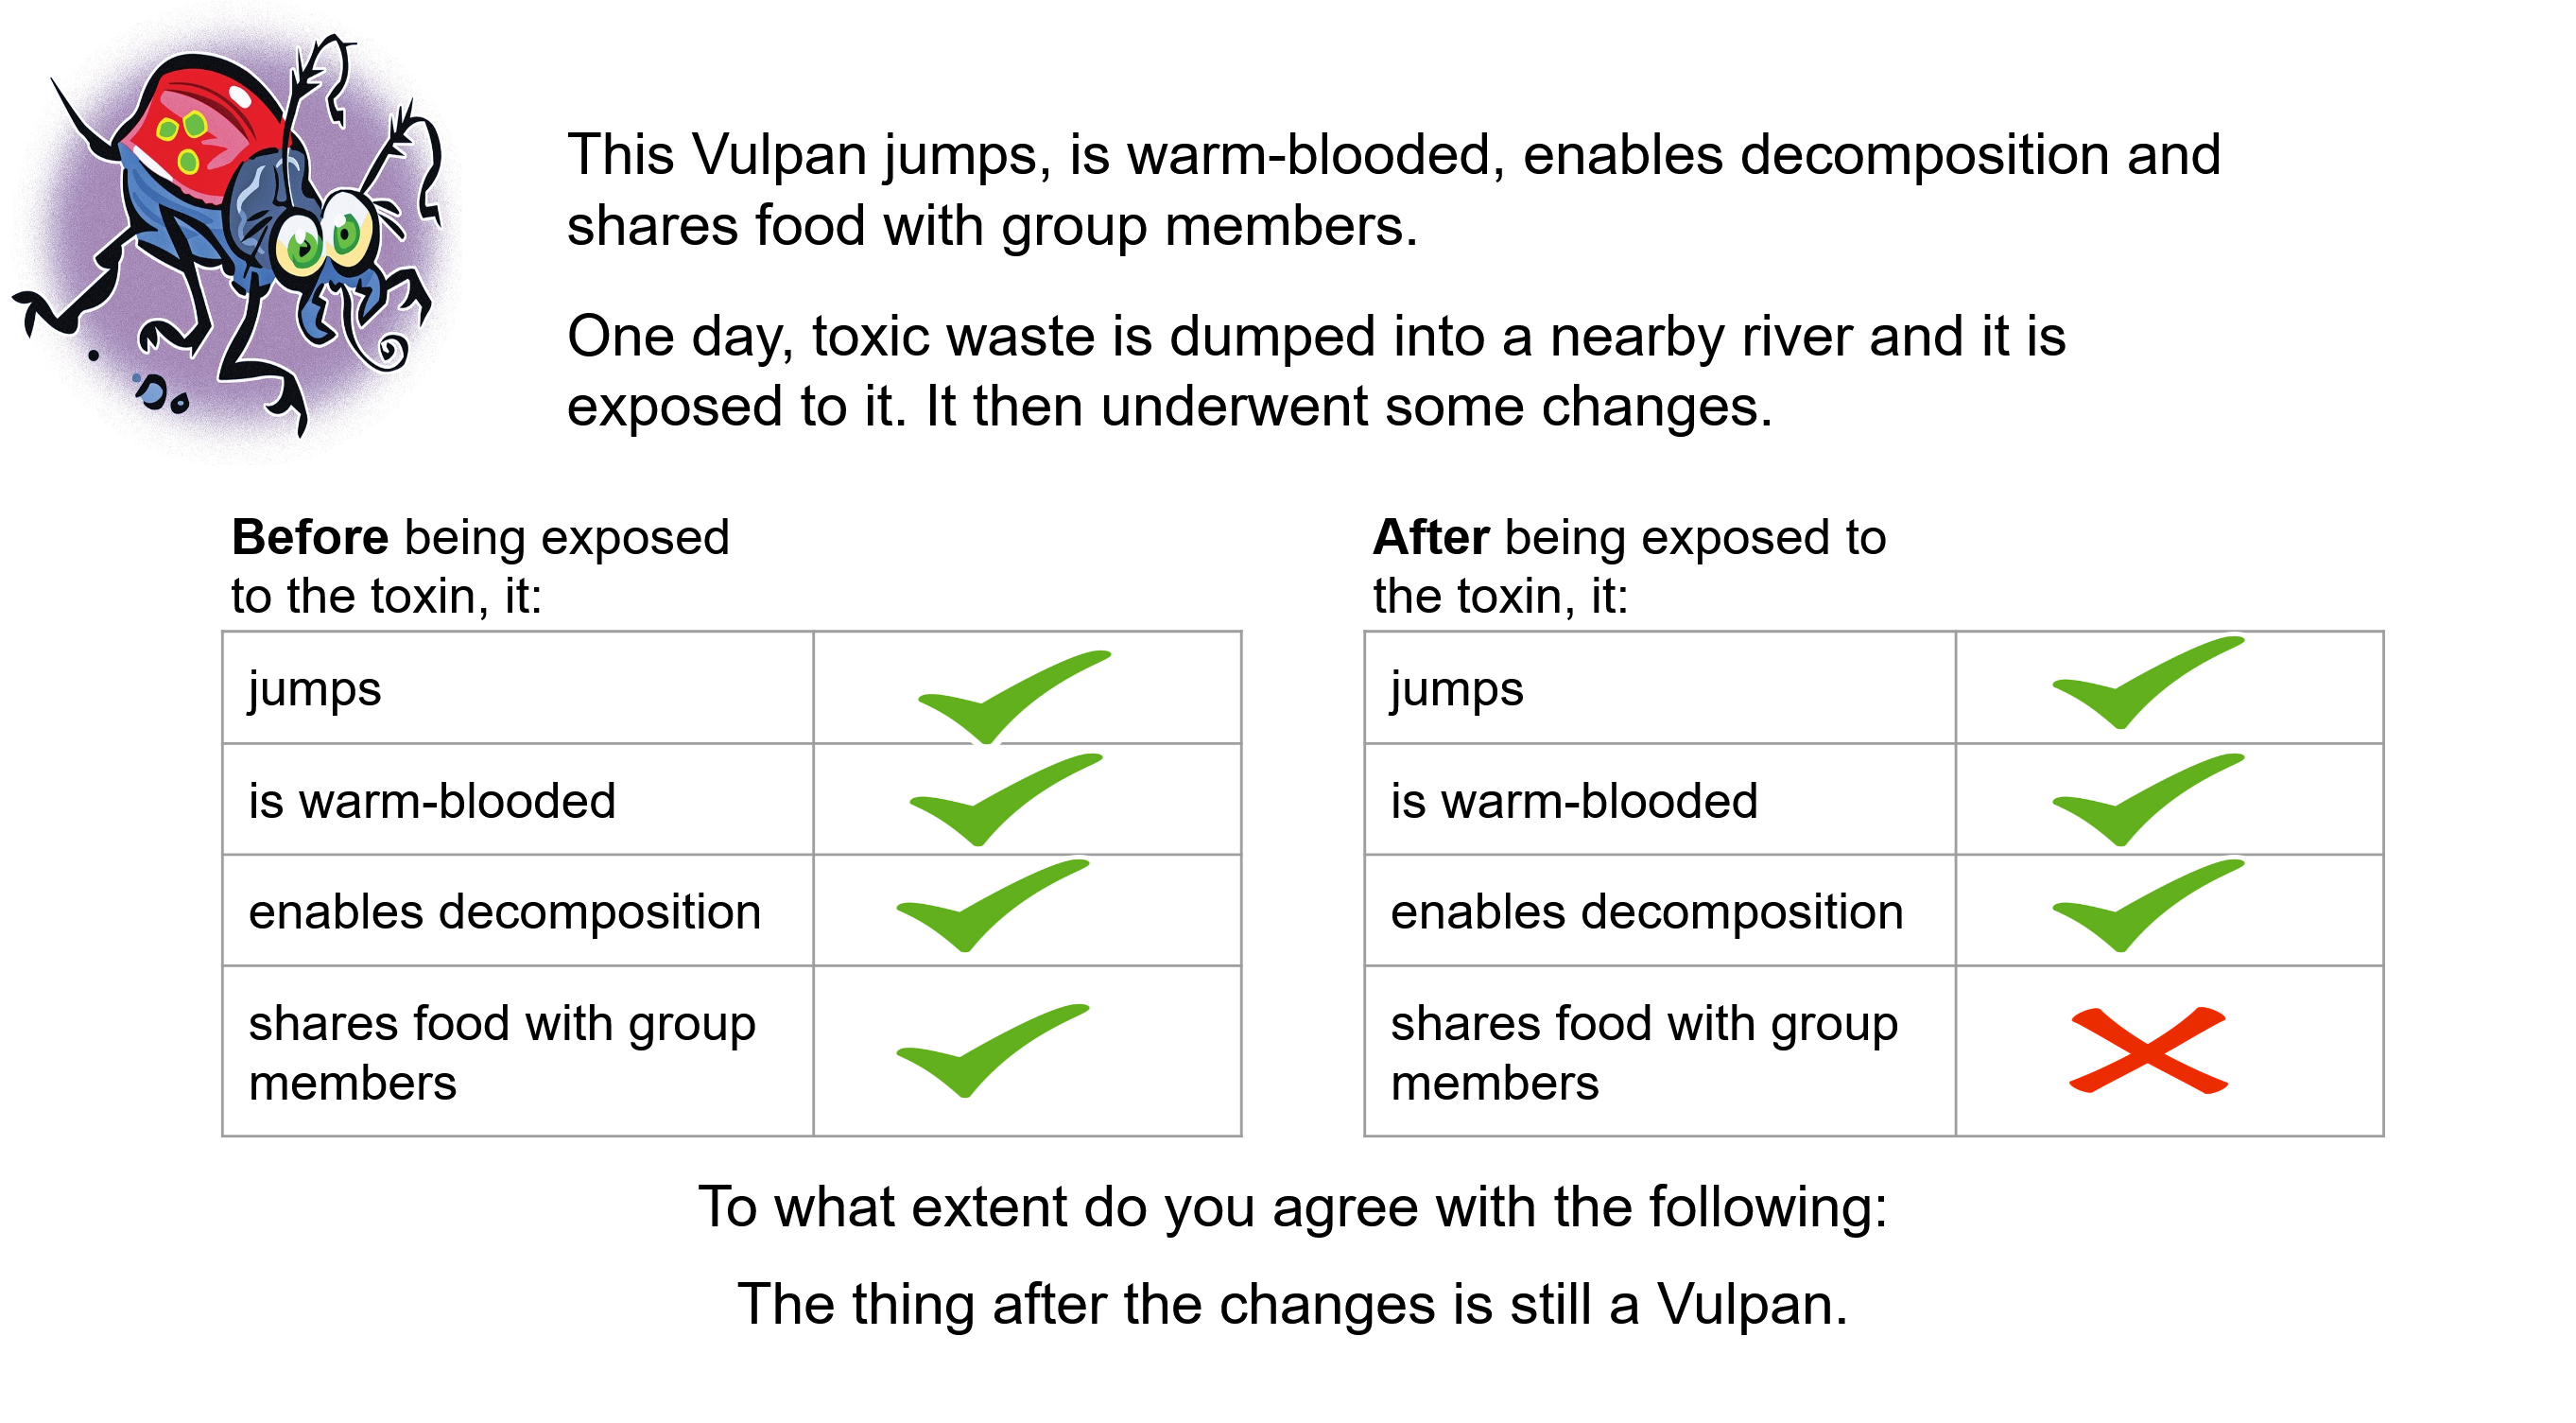 This Vulpan jumps, is warm-blooded, enables decomposition and
shares food with group members.
One day, toxic waste is dumped into a nearby river and it is
exposed to it. It then underwent some changes.
Before being exposed
to the toxin, it:
jumps
is warm-blooded
enables decomposition
shares food with group
members
After being exposed to
the toxin, it:
jumps
is warm-blooded
enables decomposition
shares food with group
members
To what extent do you agree with the following:
The thing after the changes is still a Vulpan.